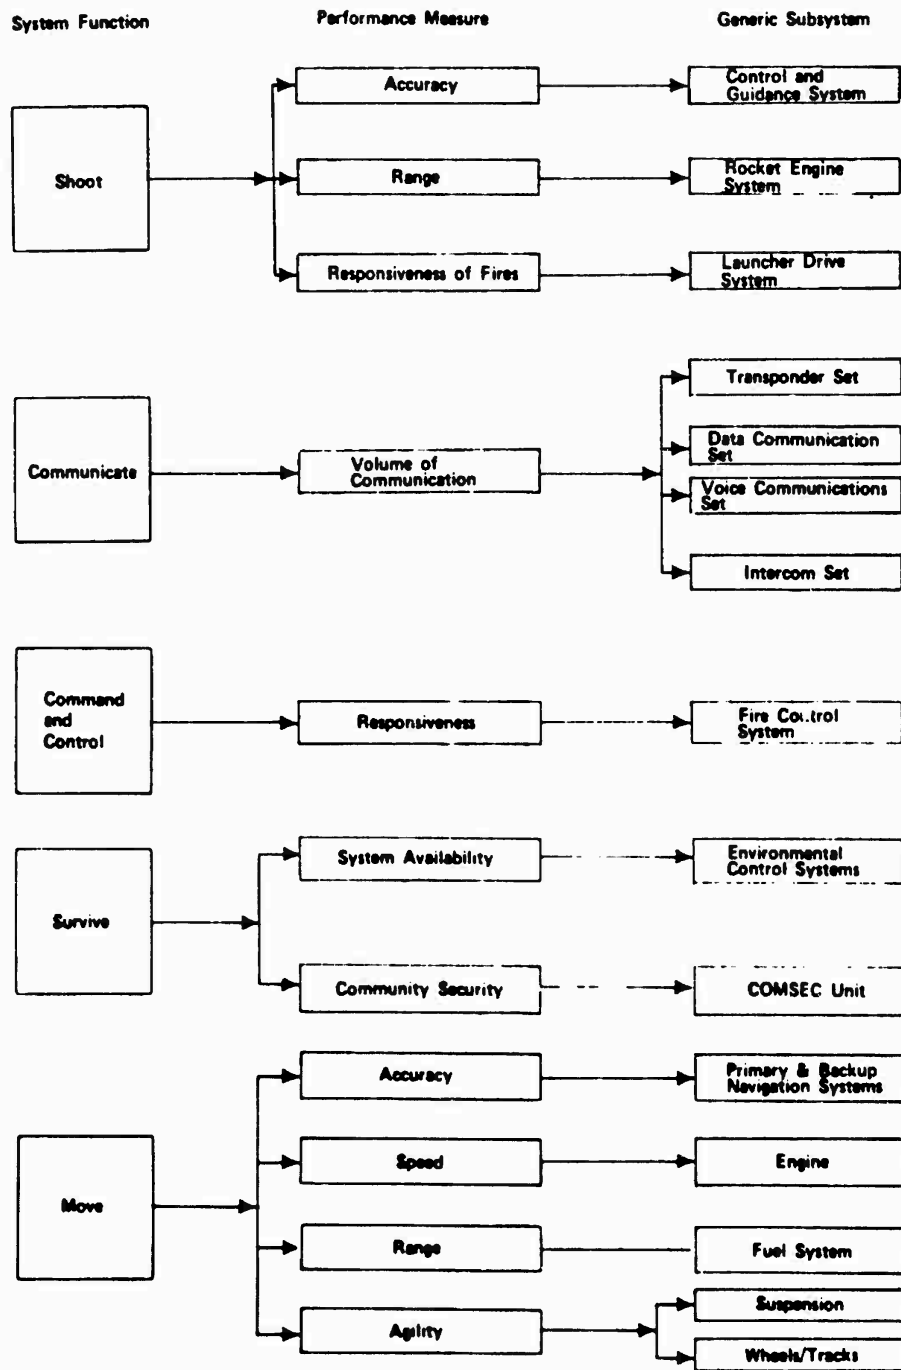 System Function
Performance Measure
Generic Subsystem
Shoot
Accuracy
Control and
Guidance System
Range
Rocket Engine
System
Responsiveness of Fires
Launcher Drive
System
Communicate
Volume of
Communication
Transponder Set
Data Communication
Set
Voice Communications
Set
Intercom Set
Command
and
Control
Responsiveness
Fire Control
System
Survive
System Availability
Environmental
Control Systems
Community Security
COMSEC Unit
Move
Accuracy
Primary & Backup
Navigation Systems
Speed
Engine
Range
Fuel System
Agility
Suspension
Wheels/Tracks